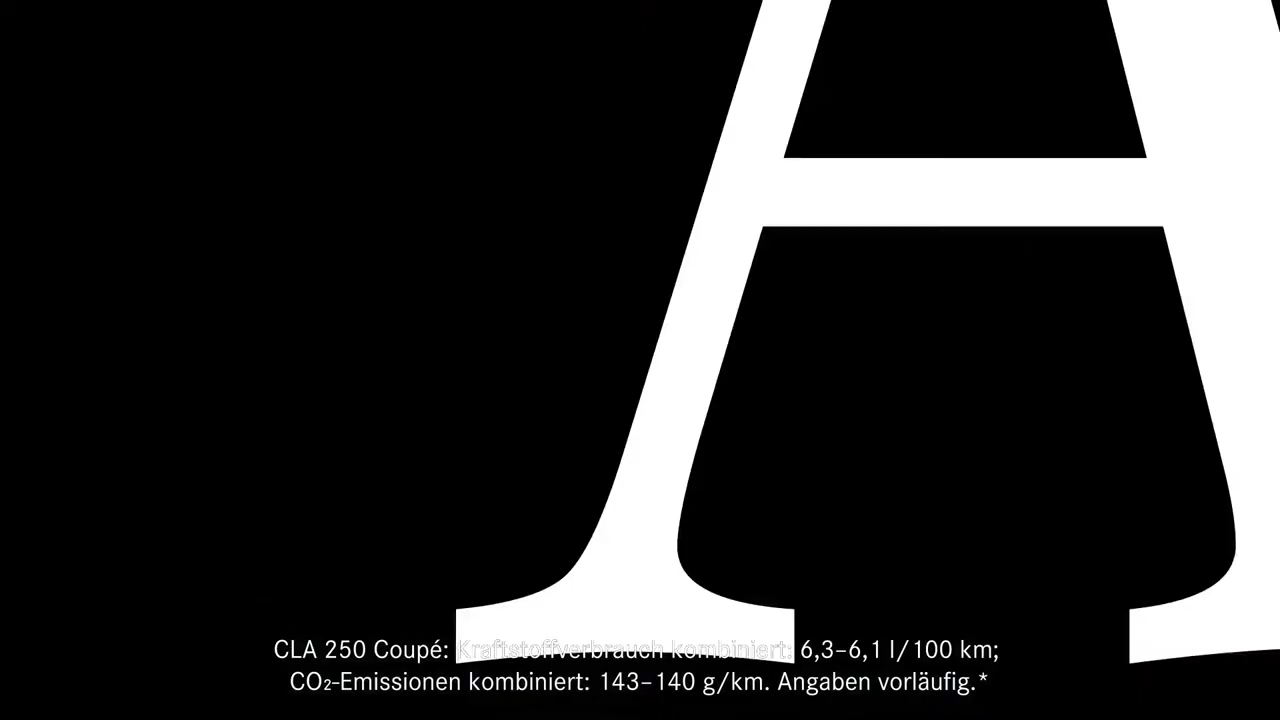 A
CLA 250 Coupé: Kraftstoffverbrauch kombiniert: 6,3–6,1 l/100 km;
CO₂-Emissionen kombiniert: 143–140 g/km. Angaben vorläufig.*